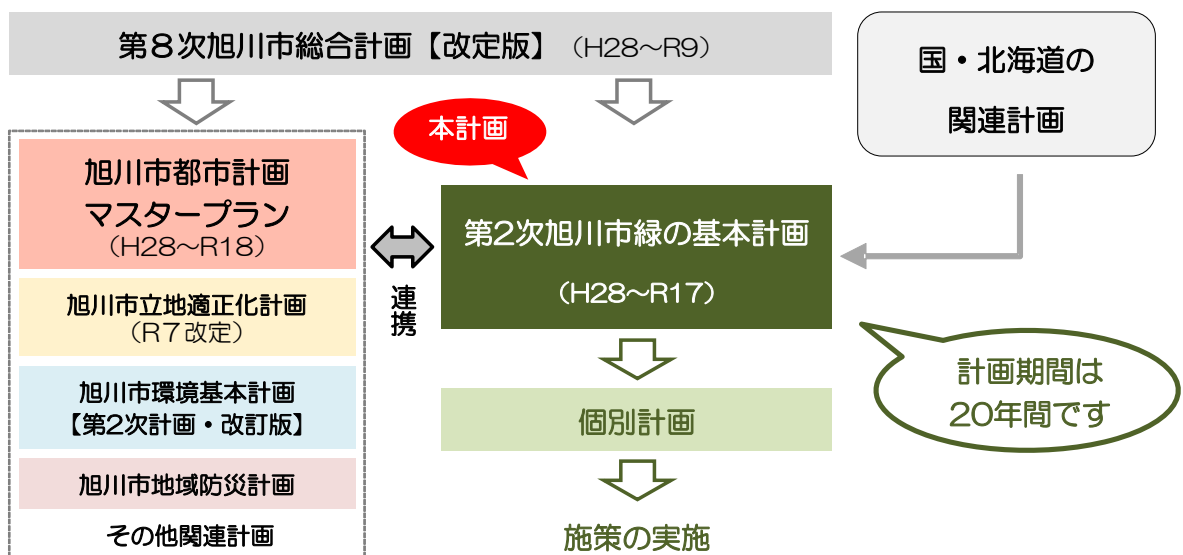 第８次旭川市総合計画【改定版】（H28～R9）
国・北海道の
関連計画
本計画
旭川市都市計画
マスタープラン
（H28～R18）
旭川市立地適正化計画
（R７改定）
旭川市環境基本計画
【第2次計画・改訂版】
旭川市地域防災計画
その他関連計画
連携
第2次旭川市緑の基本計画
（H28～R17）
計画期間は
20年間です
個別計画
施策の実施